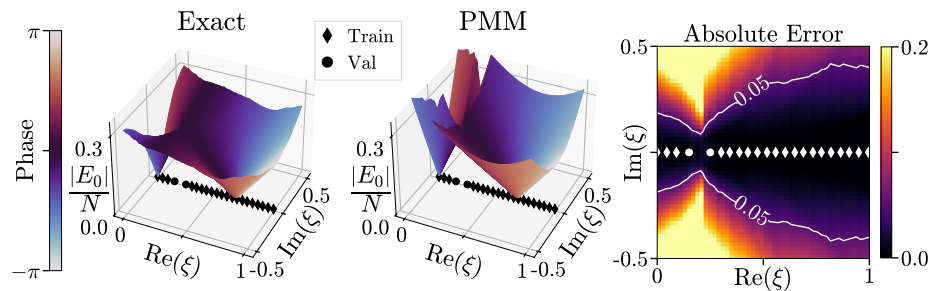 Exact
PMM
Train
Val
Absolute Error
π
Phase
−π
0.3
|E₀|
N
0.0
0
Re(ξ)
1
-0.5
Im(ξ)
0.5
0.3
|E₀|
N
0.0
0
Re(ξ)
1
-0.5
Im(ξ)
0.5
0.5
Im(ξ)
-0.5
0
Re(ξ)
1
0.05
0.05
0.2
0.0